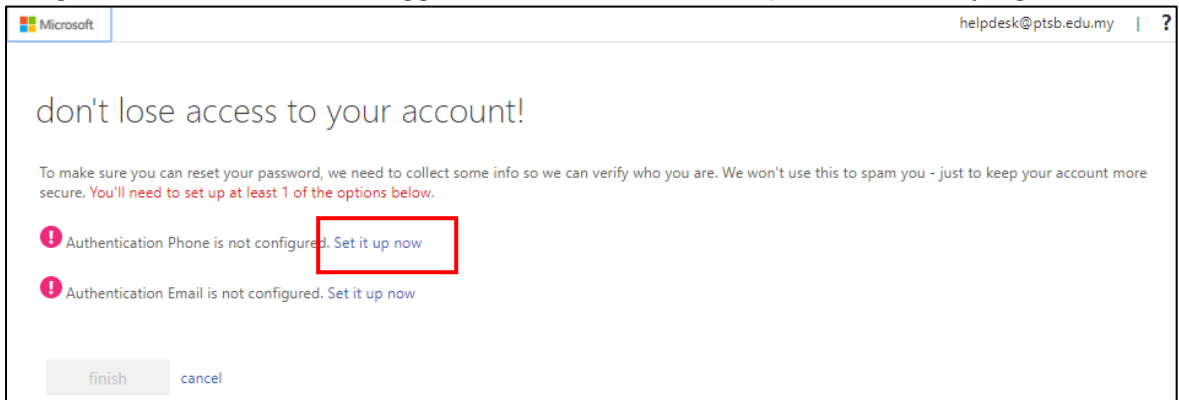 Microsoft
helpdesk@ptsb.edu.my | ?
don't lose access to your account!
To make sure you can reset your password, we need to collect some info so we can verify who you are. We won't use this to spam you - just to keep your account more
secure. You'll need to set up at least 1 of the options below.
! Authentication Phone is not configured. Set it up now
! Authentication Email is not configured. Set it up now
finish cancel